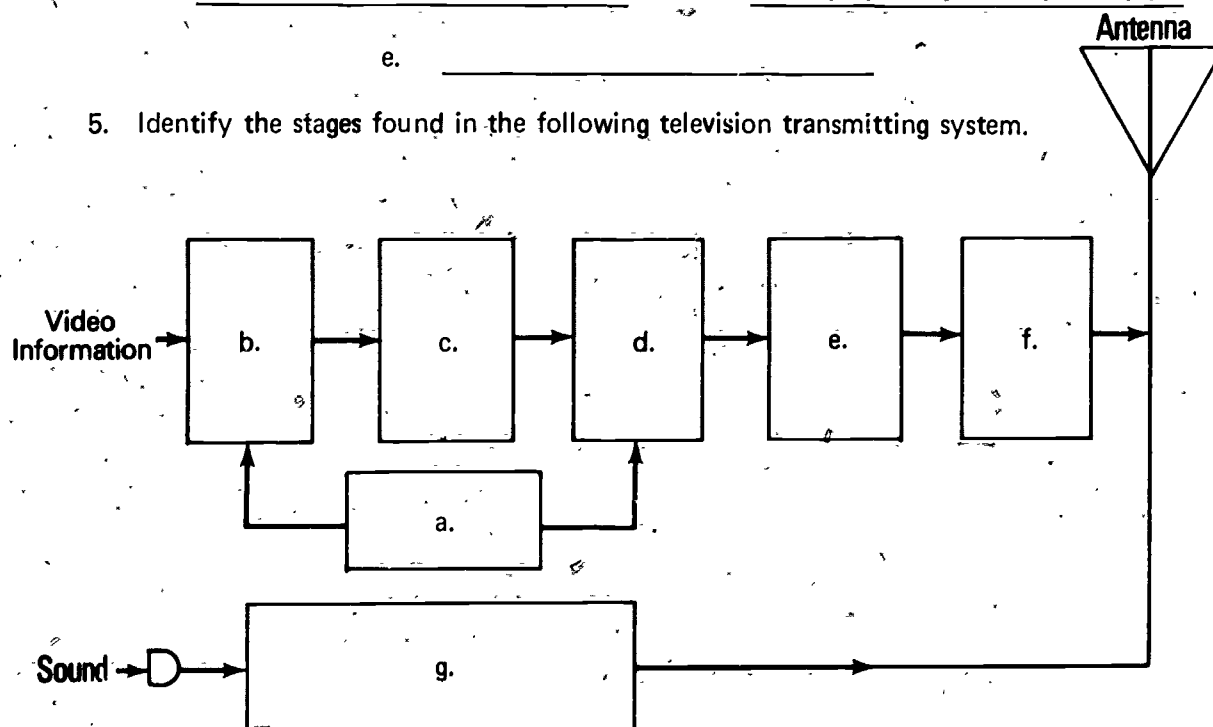 Antenna
e.
5. Identify the stages found in the following television transmitting system.
Video
Information
b.
c.
d.
e.
f.
a.
Sound
g.